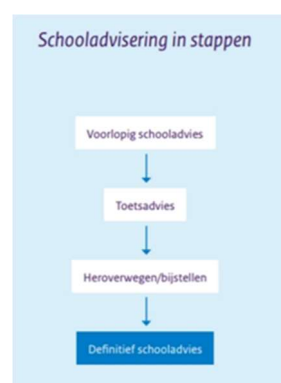 Schooladvisering in stappen
Voorlopig schooladvies
Toetsadvies
Heroverwegen/bijstellen
Definitief schooladvies